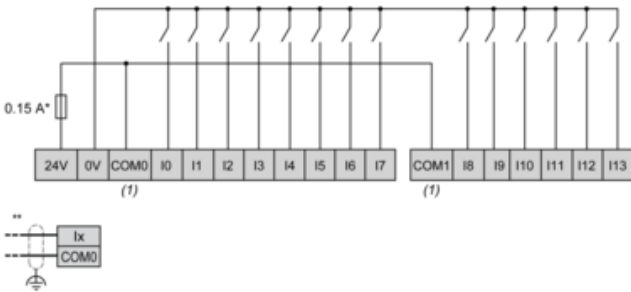 0.15 A*
24V 0V COM0 I0 I1 I2 I3 I4 I5 I6 I7 COM1 I8 I9 I10 I11 I12 I13
(1) (1)
**
Ix
COM0